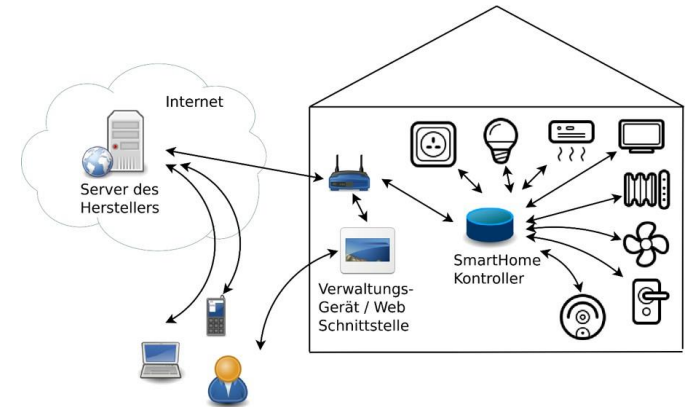 Internet
Server des
Herstellers
Verwaltungs-
Gerät / Web
Schnittstelle
SmartHome
Kontroller